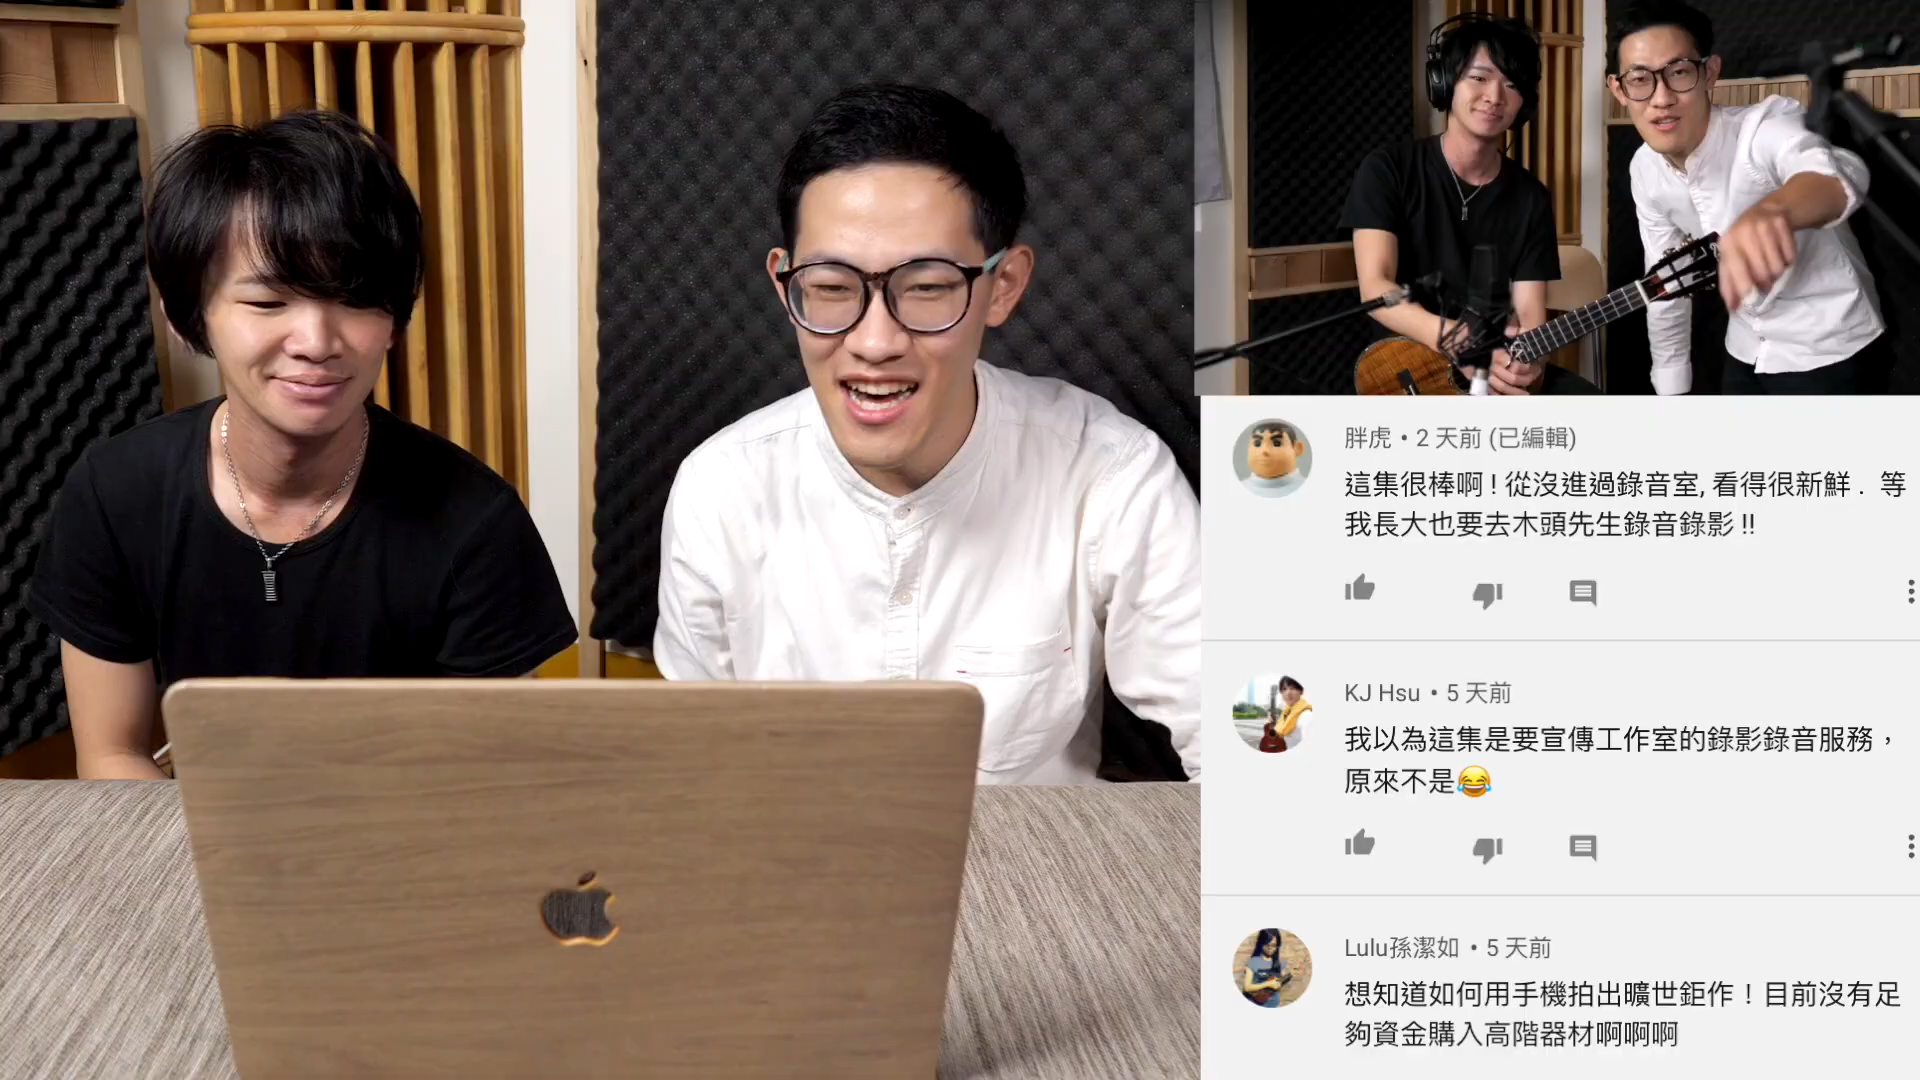 胖虎 • 2 天前 (已編輯)
這集很棒啊 ! 從沒進過錄音室, 看得很新鮮 .  等
我長大也要去木頭先生錄音錄影 !!
KJ Hsu • 5 天前
我以為這集是要宣傳工作室的錄影錄音服務，
原來不是😂
Lulu孫潔如 • 5 天前
想知道如何用手機拍出曠世鉅作！目前沒有足
夠資金購入高階器材啊啊啊